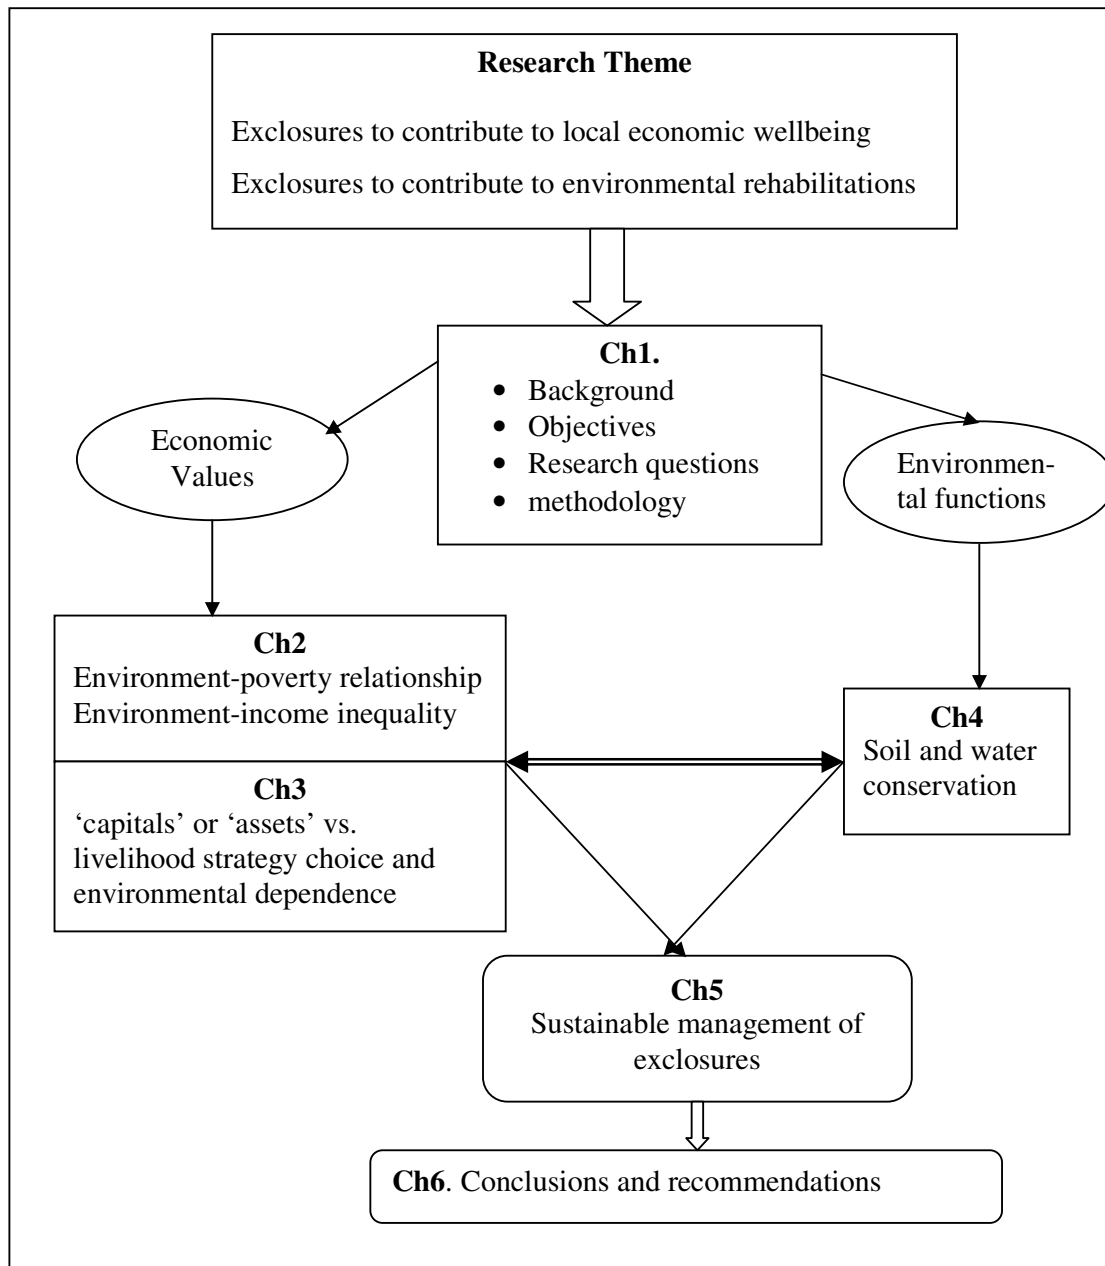 Research Theme
Exclosures to contribute to local economic wellbeing
Exclosures to contribute to environmental rehabilitations
Ch1.
• Background
• Objectives
• Research questions
• methodology
Economic
Values
Environmen-
tal functions
Ch2
Environment-poverty relationship
Environment-income inequality
Ch3
‘capitals’ or ‘assets’ vs.
livelihood strategy choice and
environmental dependence
Ch4
Soil and water
conservation
Ch5
Sustainable management of
exclosures
Ch6. Conclusions and recommendations